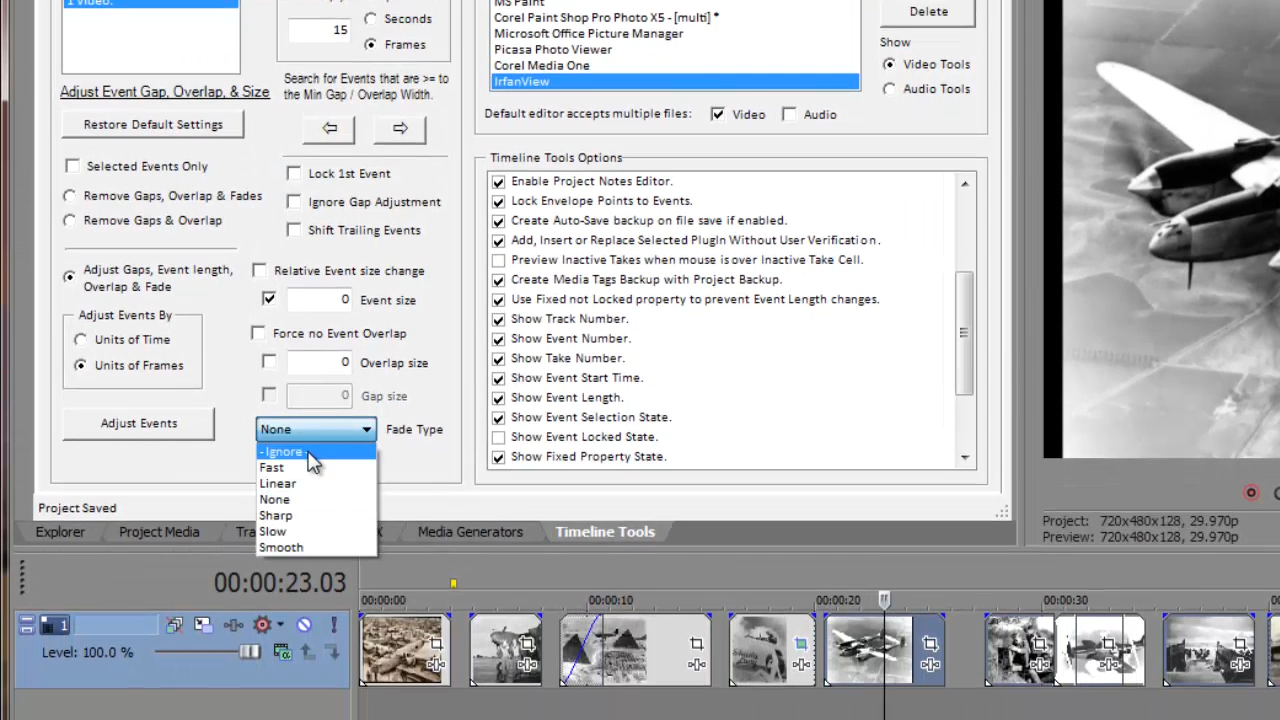 1 Video.
15
Seconds
Frames
Search for Events that are >= to
the Min Gap / Overlap Width.
Adjust Event Gap, Overlap, & Size
Restore Default Settings
Selected Events Only
Remove Gaps, Overlap & Fades
Remove Gaps & Overlap
Lock 1st Event
Ignore Gap Adjustment
Shift Trailing Events
Adjust Gaps, Event length,
Overlap & Fade
Relative Event size change
0 Event size
Adjust Events By
Units of Time
Units of Frames
Force no Event Overlap
0 Overlap size
0 Gap size
Adjust Events
None
Fade Type
- Ignore -
Fast
Linear
None
Sharp
Slow
Smooth
MS Paint
Corel Paint Shop Pro Photo X5 - [multi] *
Microsoft Office Picture Manager
Picasa Photo Viewer
Corel Media One
IrfanView
Delete
Show
Video Tools
Audio Tools
Default editor accepts multiple files:
Video
Audio
Timeline Tools Options
Enable Project Notes Editor.
Lock Envelope Points to Events.
Create Auto-Save backup on file save if enabled.
Add, Insert or Replace Selected PlugIn Without User Verification.
Preview Inactive Takes when mouse is over Inactive Take Cell.
Create Media Tags Backup with Project Backup.
Use Fixed not Locked property to prevent Event Length changes.
Show Track Number.
Show Event Number.
Show Take Number.
Show Event Start Time.
Show Event Length.
Show Event Selection State.
Show Event Locked State.
Show Fixed Property State.
Project Saved
Explorer
Project Media
Tra
X
Media Generators
Timeline Tools
Project: 720x480x128, 29.970p
Preview: 720x480x128, 29.970p
00:00:23.03
00:00:00
00:00:10
00:00:20
00:00:30
1
Level: 100.0 %